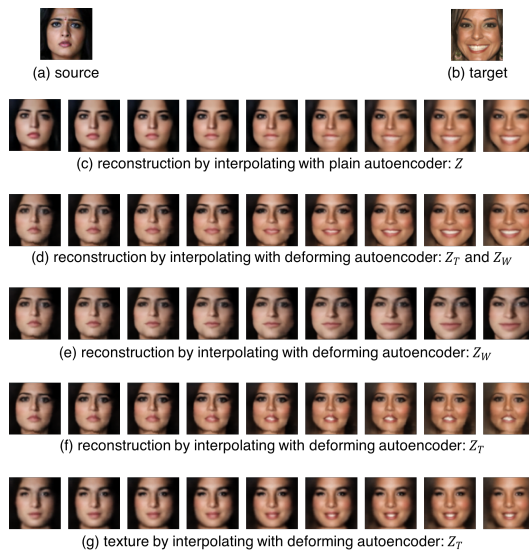 (a) source
(b) target
(c) reconstruction by interpolating with plain autoencoder: Z
(d) reconstruction by interpolating with deforming autoencoder: Z_T and Z_W
(e) reconstruction by interpolating with deforming autoencoder: Z_W
(f) reconstruction by interpolating with deforming autoencoder: Z_T
(g) texture by interpolating with deforming autoencoder: Z_T